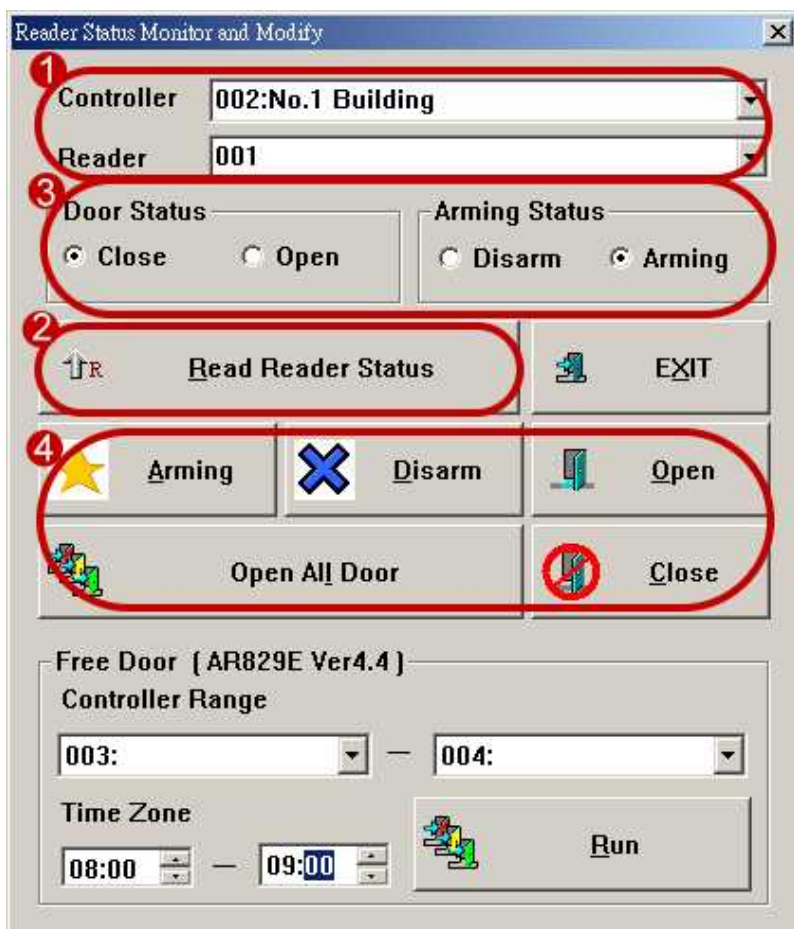 Reader Status Monitor and Modify
1
Controller 002:No.1 Building
Reader 001
3
Door Status Arming Status
Close Open Disarm Arming
2
R Read Reader Status EXIT
4
Arming Disarm Open
Open All Door Close
Free Door ( AR829E Ver4.4 )
Controller Range
003: — 004:
Time Zone
08:00 — 09:00 Run